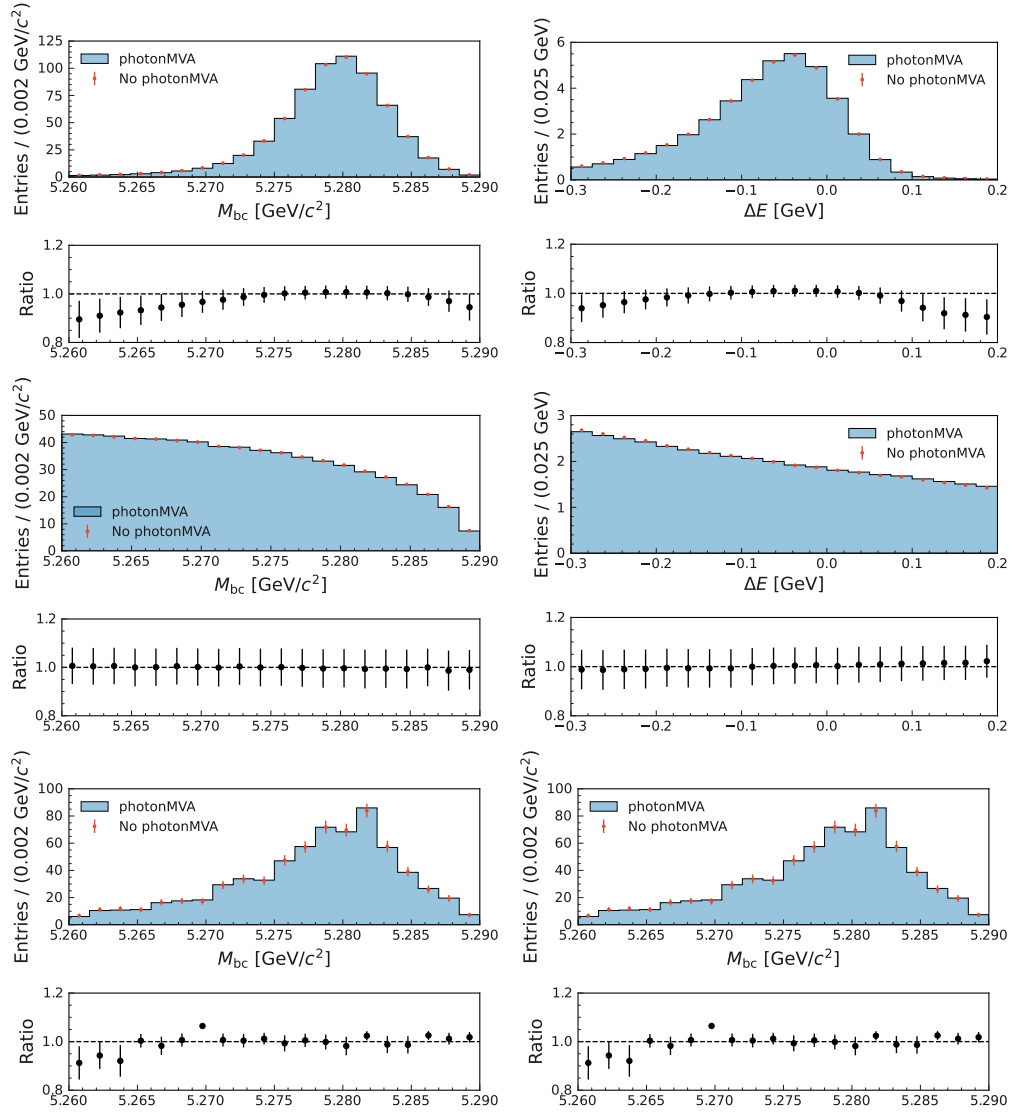 Entries / (0.002 GeV/c²)
125
100
75
50
25
0
photonMVA
No photonMVA
5.260 5.265 5.270 5.275 5.280 5.285 5.290
M_bc [GeV/c²]
Entries / (0.025 GeV)
6
4
2
0
photonMVA
No photonMVA
−0.3 −0.2 −0.1 0.0 0.1 0.2
ΔE [GeV]
Ratio
1.2
1.0
0.8
5.260 5.265 5.270 5.275 5.280 5.285 5.290
Ratio
1.2
1.0
0.8
−0.3 −0.2 −0.1 0.0 0.1 0.2
Entries / (0.002 GeV/c²)
50
40
30
20
10
0
photonMVA
No photonMVA
5.260 5.265 5.270 5.275 5.280 5.285 5.290
M_bc [GeV/c²]
Entries / (0.025 GeV)
3
2
1
0
photonMVA
No photonMVA
−0.3 −0.2 −0.1 0.0 0.1 0.2
ΔE [GeV]
Ratio
1.2
1.0
0.8
5.260 5.265 5.270 5.275 5.280 5.285 5.290
Ratio
1.2
1.0
0.8
−0.3 −0.2 −0.1 0.0 0.1 0.2
Entries / (0.002 GeV/c²)
100
80
60
40
20
0
photonMVA
No photonMVA
5.260 5.265 5.270 5.275 5.280 5.285 5.290
M_bc [GeV/c²]
Entries / (0.002 GeV/c²)
100
80
60
40
20
0
photonMVA
No photonMVA
5.260 5.265 5.270 5.275 5.280 5.285 5.290
M_bc [GeV/c²]
Ratio
1.2
1.0
0.8
5.260 5.265 5.270 5.275 5.280 5.285 5.290
Ratio
1.2
1.0
0.8
5.260 5.265 5.270 5.275 5.280 5.285 5.290